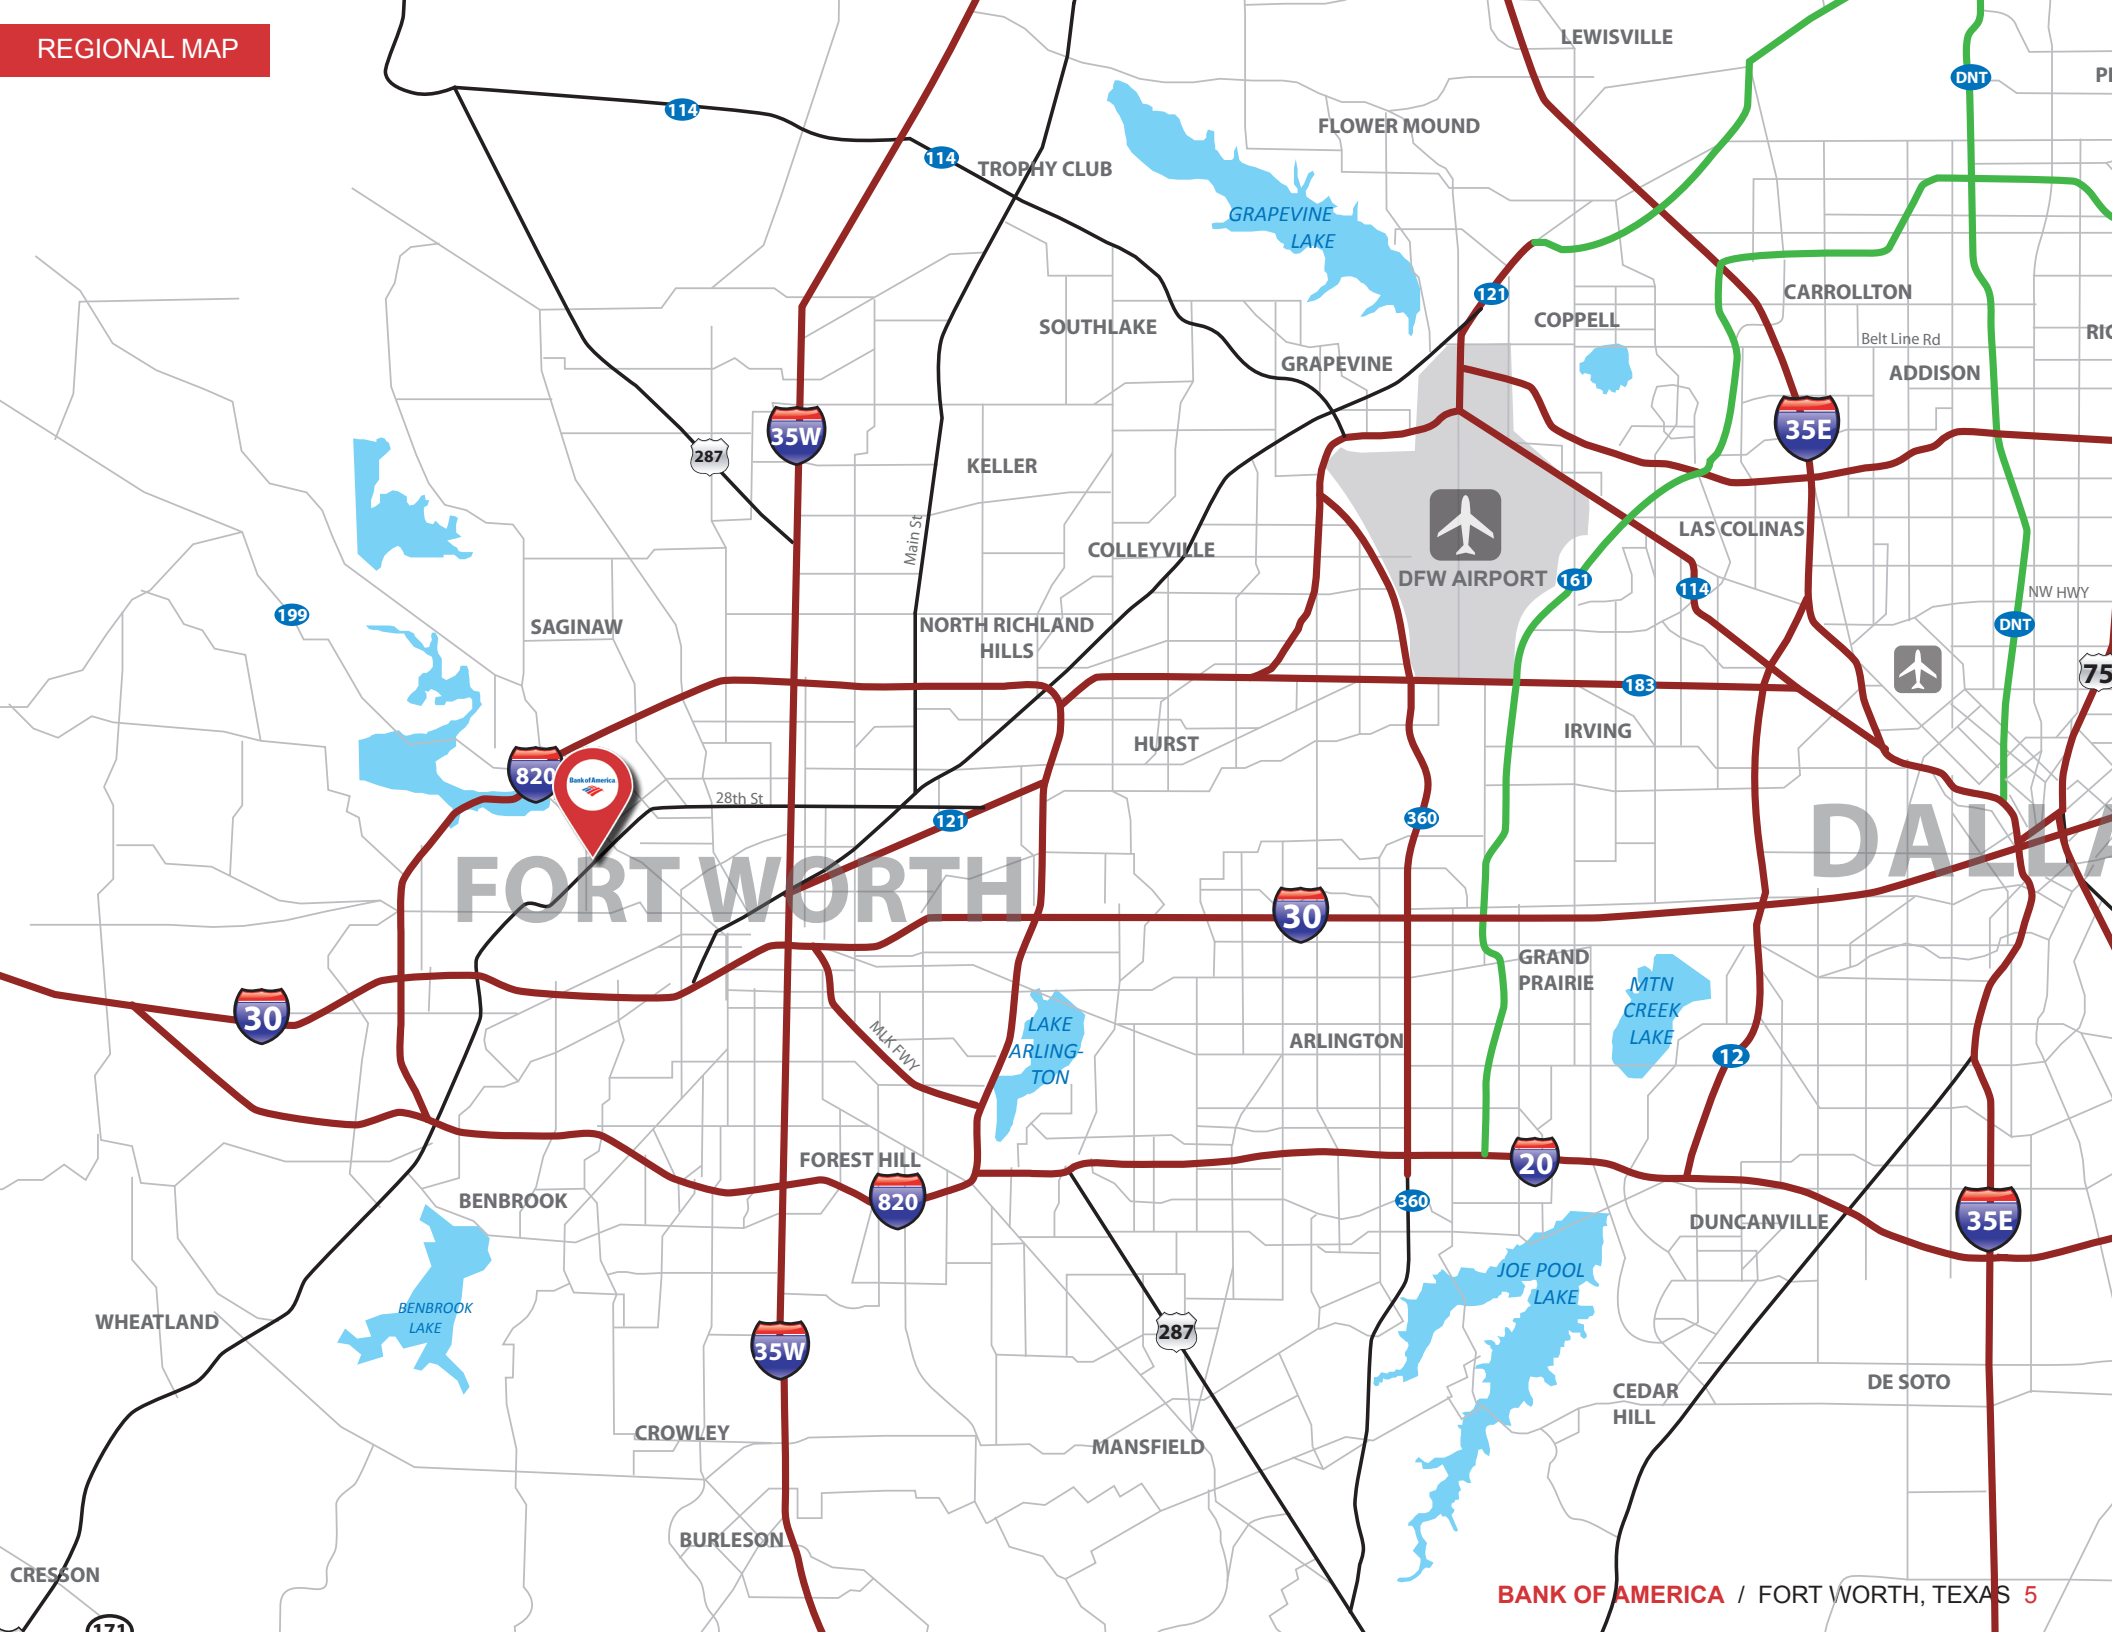 REGIONAL MAP
LEWISVILLE
DNT
114
FLOWER MOUND
114
TROPHY CLUB
GRAPEVINE
LAKE
121
CARROLLTON
COPPELL
SOUTHLAKE
Belt Line Rd
GRAPEVINE
ADDISON
35W
35E
287
KELLER
Main St
LAS COLINAS
COLLEYVILLE
DFW AIRPORT
161
114
NW HWY
199
SAGINAW
NORTH RICHLAND
HILLS
DNT
75
183
IRVING
HURST
820
Bank of America
28th St
121
360
DALLA
FORT WORTH
30
GRAND
PRAIRIE
MTN
CREEK
LAKE
30
LAKE
ARLING-
TON
MLK FWY
ARLINGTON
12
FOREST HILL
20
BENBROOK
820
360
35E
DUNCANVILLE
JOE POOL
LAKE
BENBROOK
LAKE
WHEATLAND
287
35W
DE SOTO
CEDAR
HILL
CROWLEY
MANSFIELD
BURLESON
CRESSON
171
BANK OF AMERICA / FORT WORTH, TEXAS 5